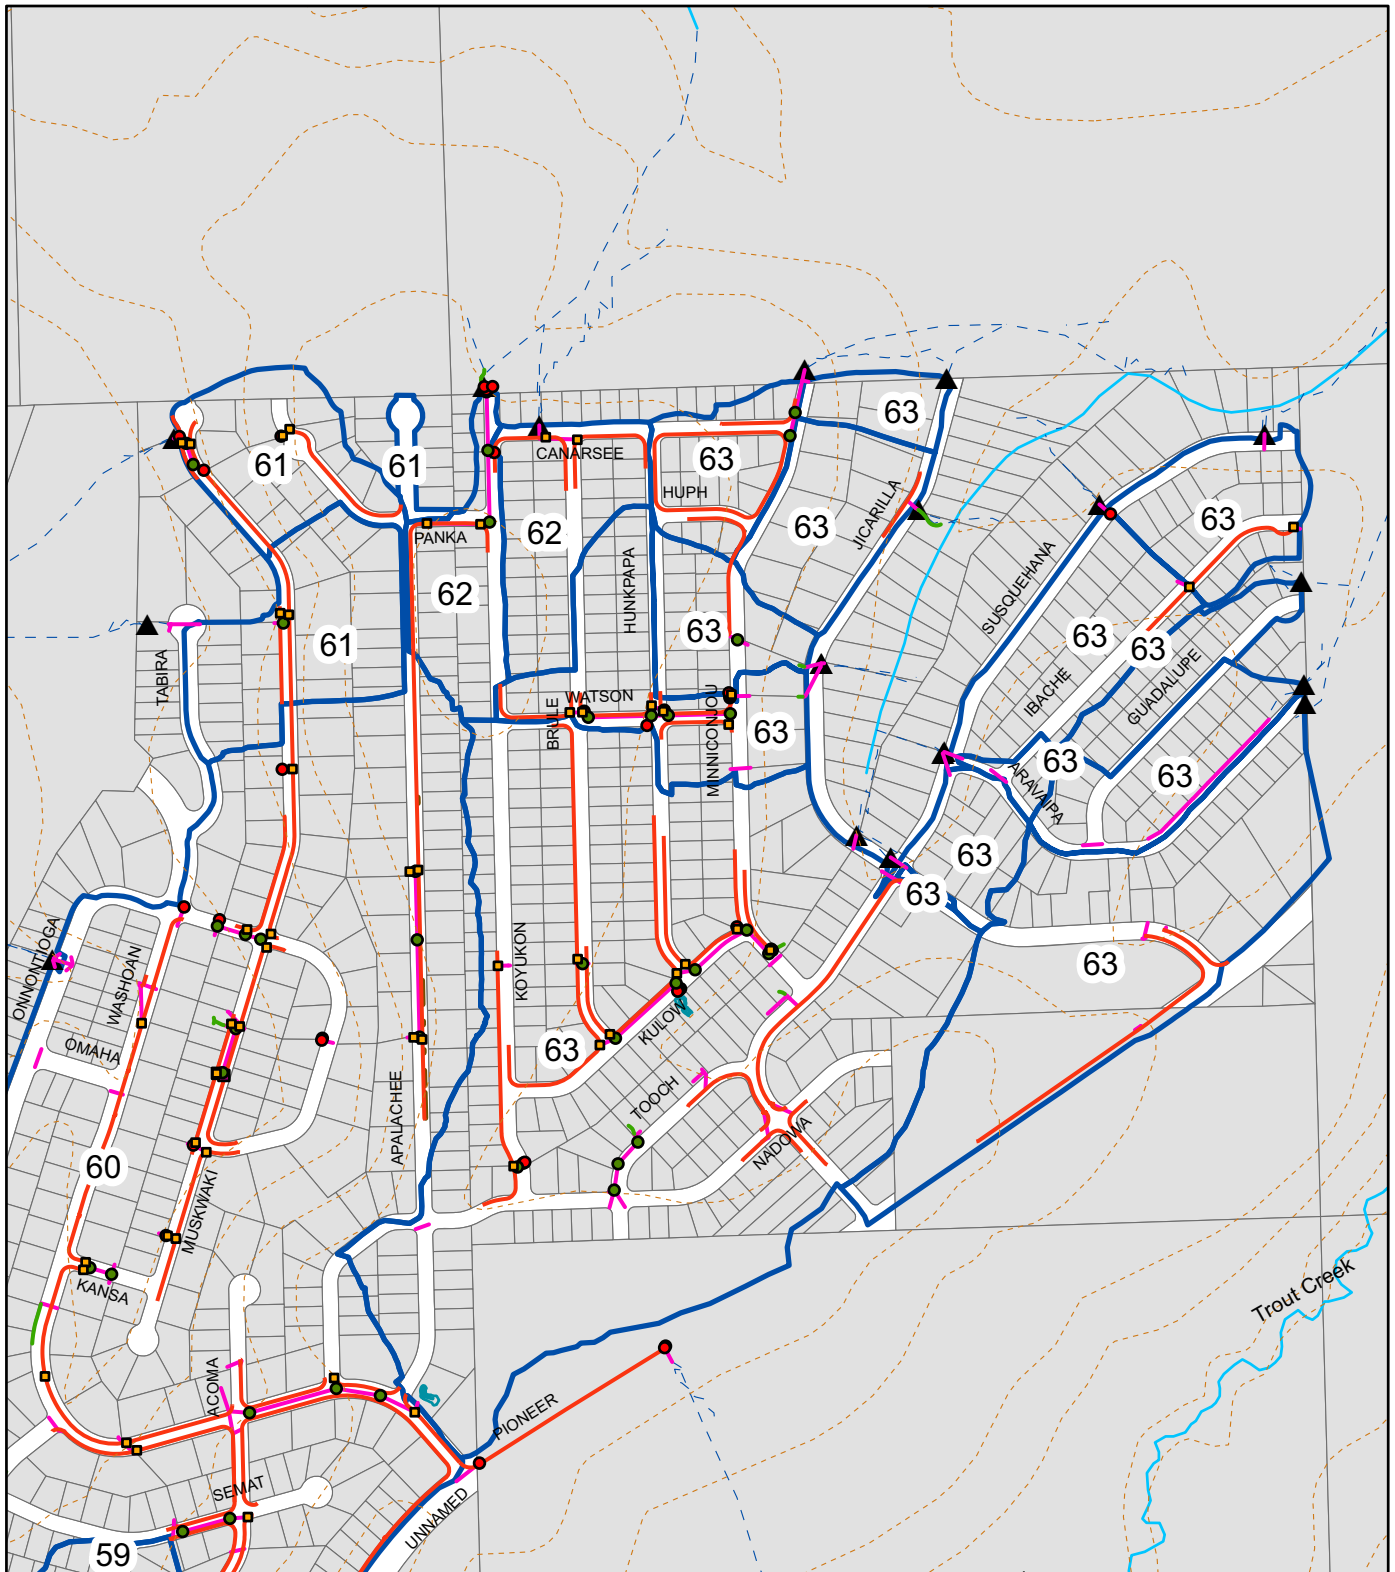 63
61
61
CANARSEE
63
HUPH
JICARILLA
63
63
PANKA
62
62
HUNKPAPA
SUSQUEHANA
63
63
63
61
TABIRA
WATSON
BRULE
MINNICONJOU
63
IBACHE
GUADALUPE
63
63
ARAVAIPA
63
63
ONNONTIOGA
WASHOAN
KOYUKON
63
OMAHA
KULOW
63
TOOCH
APALACHEE
NADOWA
60
MUSKWAKI
KANSA
Trout Creek
ACOMA
PIONEER
SEMAT
UNNAMED
59